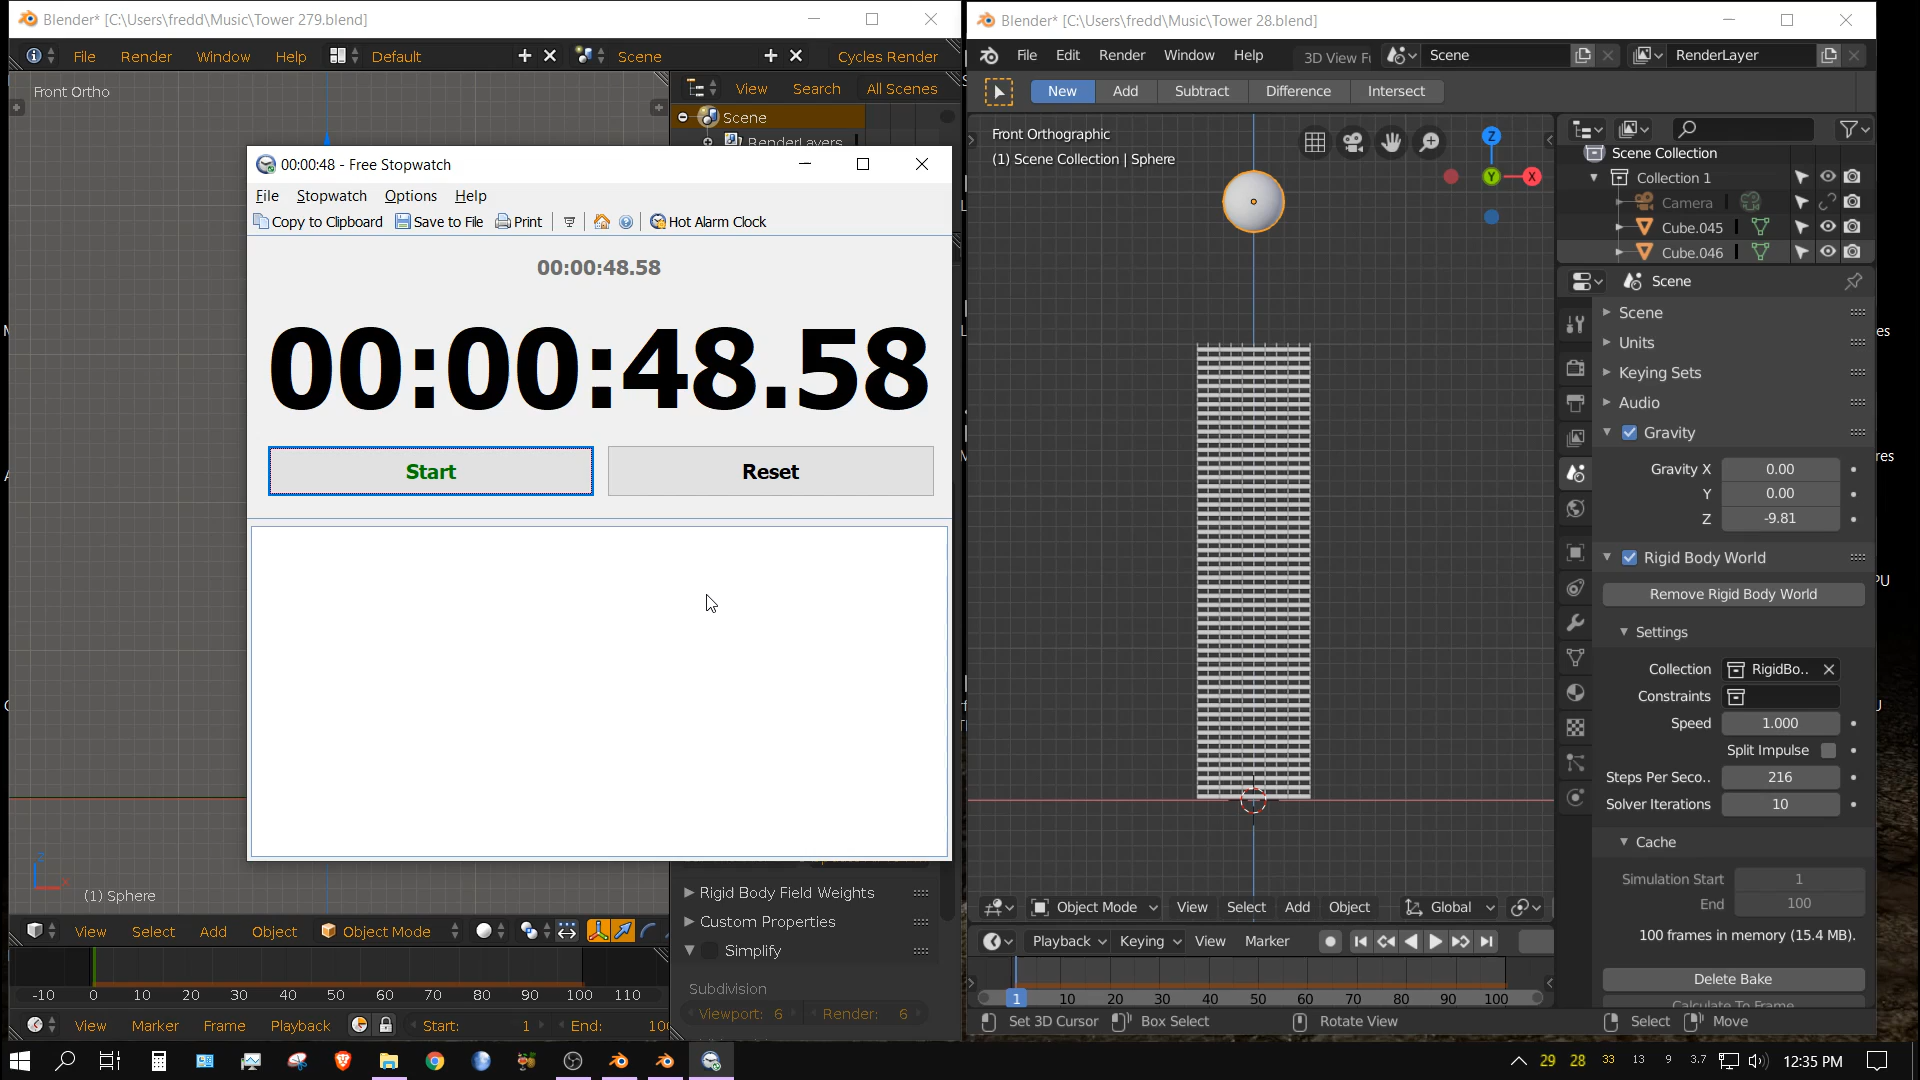 Blender* [C:\Users\fredd\Music\Tower 279.blend]
File Render Window Help Default Scene Cycles Render
Front Ortho
View Search All Scenes
Scene
RenderLayers
00:00:48 - Free Stopwatch
File Stopwatch Options Help
Copy to Clipboard Save to File Print Hot Alarm Clock
00:00:48.58
00:00:48.58
Start Reset
(1) Sphere
Rigid Body Field Weights
Custom Properties
Simplify
Subdivision
Viewport: 6 Render: 6
View Select Add Object Object Mode
-10 0 10 20 30 40 50 60 70 80 90 100 110
View Marker Frame Playback Start: 1 End: 100
Blender* [C:\Users\fredd\Music\Tower 28.blend]
File Edit Render Window Help 3D View Fu Scene RenderLayer
New Add Subtract Difference Intersect
Front Orthographic
(1) Scene Collection | Sphere
Z
Y
X
Scene Collection
Collection 1
Camera
Cube.045
Cube.046
Scene
Scene
Units
Keying Sets
Audio
Gravity
Gravity X 0.00
Y 0.00
Z -9.81
Rigid Body World
Remove Rigid Body World
Settings
Collection RigidBo..
Constraints
Speed 1.000
Split Impulse
Steps Per Seco.. 216
Solver Iterations 10
Cache
Simulation Start 1
End 100
100 frames in memory (15.4 MB).
Delete Bake
Calculate To Frame
Object Mode View Select Add Object Global
Playback Keying View Marker
1 10 20 30 40 50 60 70 80 90 100
Set 3D Cursor Box Select Rotate View Select Move
29 28 33 13 9 3.7 12:35 PM